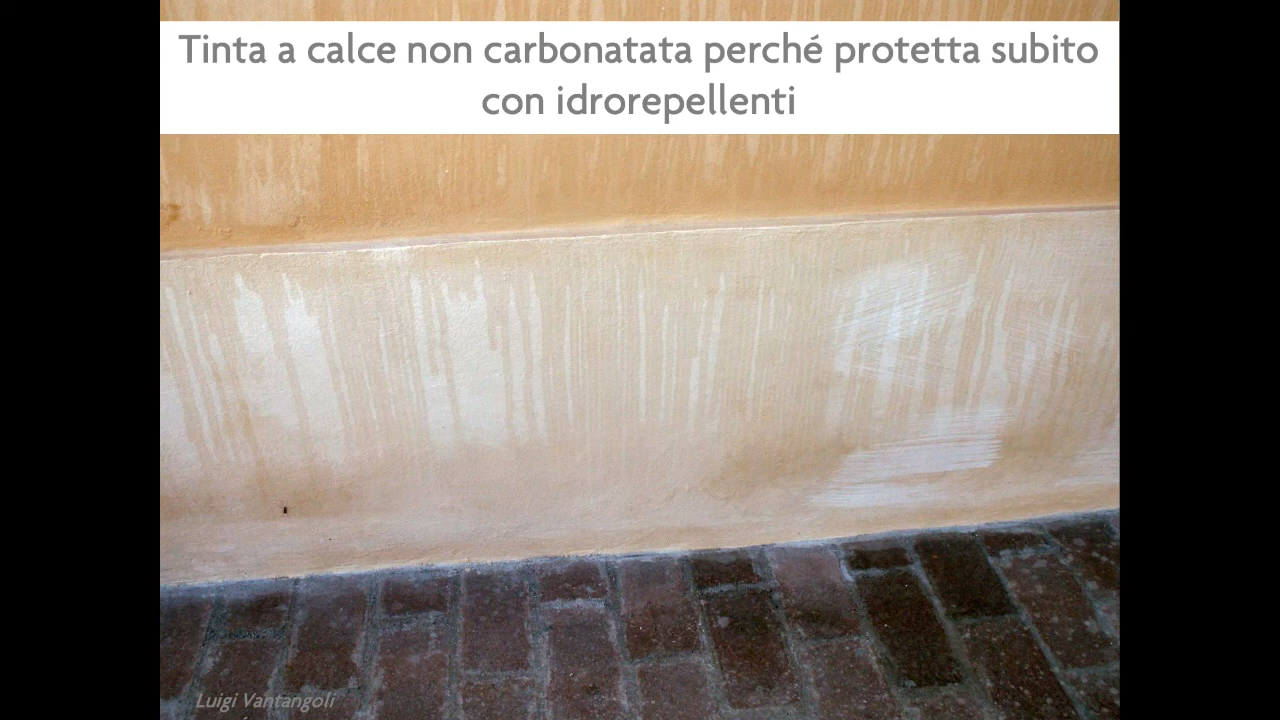 Tinta a calce non carbonatata perché protetta subito
con idrorepellenti
Luigi Vantangoli